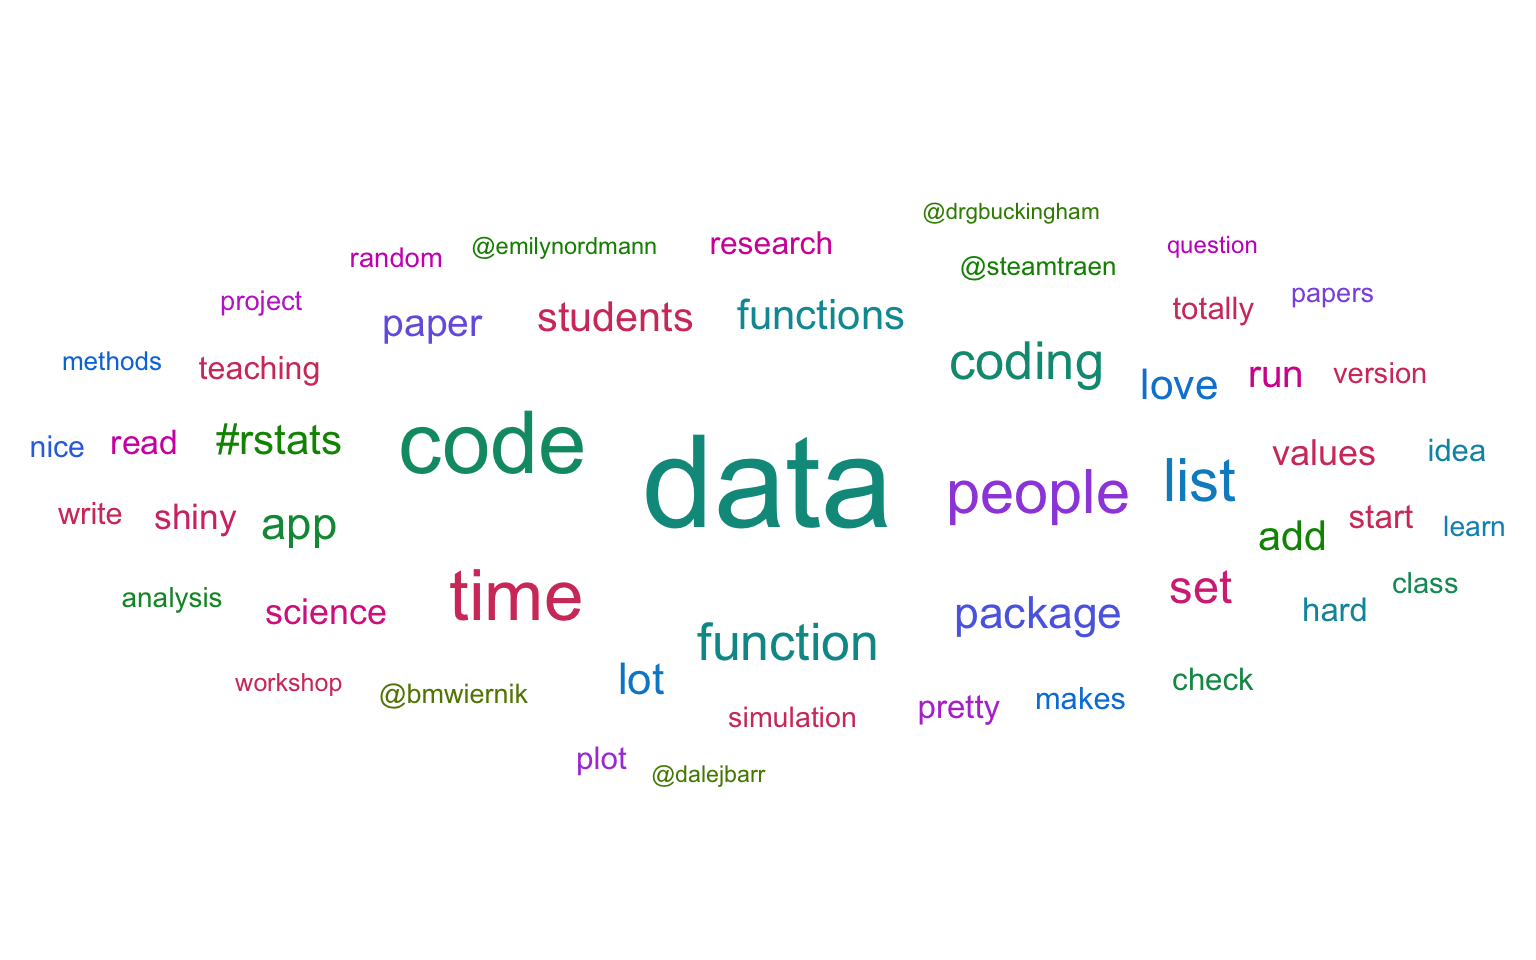 @drgbuckingham
@emilynordmann
research
question
random
@steamtraen
project
papers
totally
paper
students
functions
methods
teaching
coding
love
run
version
nice
read
#rstats
code
data
people
list
values
idea
write
shiny
app
add
start
learn
analysis
science
time
function
package
set
hard
class
workshop
@bmwiernik
lot
simulation
pretty
makes
check
plot
@dalejbarr